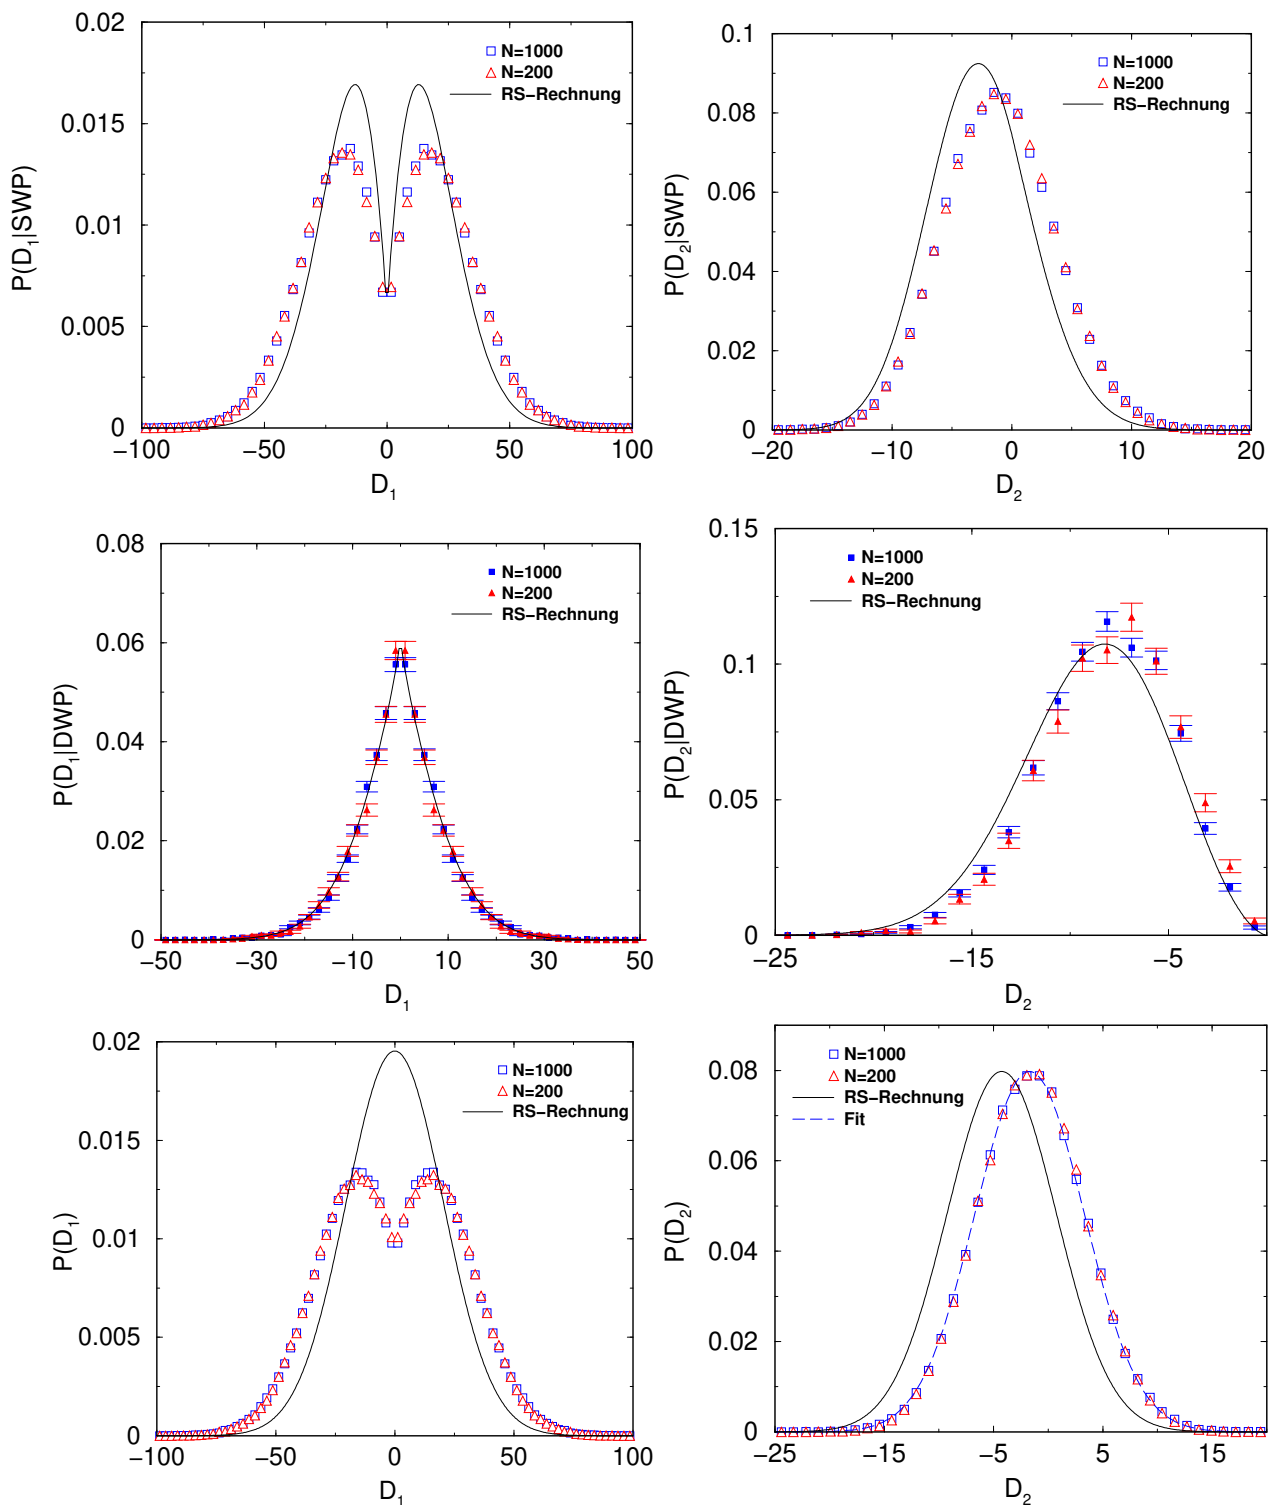 0.02
0.015
0.01
0.005
0
−100
−50
0
50
100
P(D1|SWP)
D1
N=1000
N=200
RS−Rechnung
0.1
0.08
0.06
0.04
0.02
0
−20
−10
0
10
20
P(D2|SWP)
D2
N=1000
N=200
RS−Rechnung
0.08
0.06
0.04
0.02
0
−50
−30
−10
10
30
50
P(D1|DWP)
D1
N=1000
N=200
RS−Rechnung
0.15
0.1
0.05
0
−25
−15
−5
P(D2|DWP)
D2
N=1000
N=200
RS−Rechnung
0.02
0.015
0.01
0.005
0
−100
−50
0
50
100
P(D1)
D1
N=1000
N=200
RS−Rechnung
0.08
0.06
0.04
0.02
0
−25
−15
−5
5
15
P(D2)
D2
N=1000
N=200
RS−Rechnung
Fit